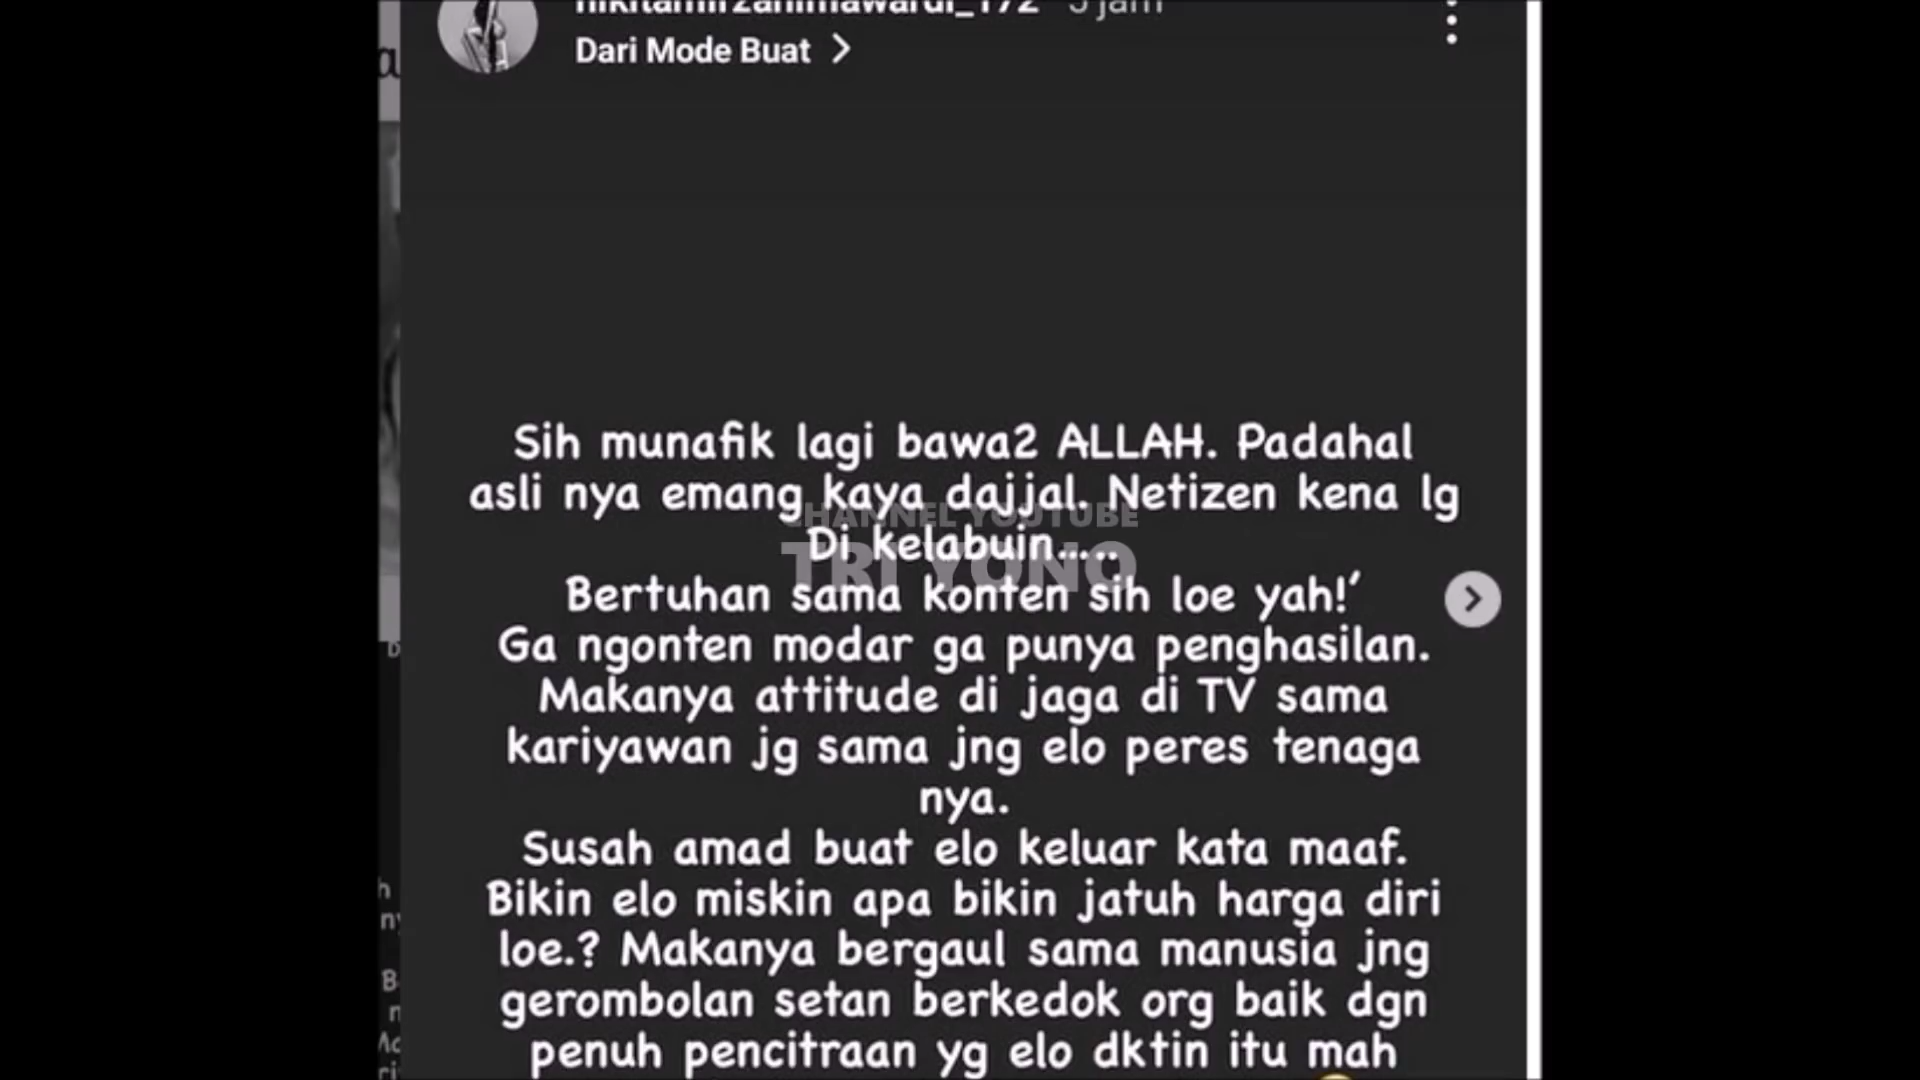 nikitamirzanimawardi_172 5 jam
Dari Mode Buat
Sih munafik lagi bawa2 ALLAH. Padahal
asli nya emang kaya dajjal. Netizen kena lg
Di kelabuin.....
CHANNEL YOUTUBE
TRI YONO
Bertuhan sama konten sih loe yah!'
Ga ngonten modar ga punya penghasilan.
Makanya attitude di jaga di TV sama
kariyawan jg sama jng elo peres tenaga
nya.
Susah amad buat elo keluar kata maaf.
Bikin elo miskin apa bikin jatuh harga diri
loe.? Makanya bergaul sama manusia jng
gerombolan setan berkedok org baik dgn
penuh pencitraan yg elo dktin itu mah